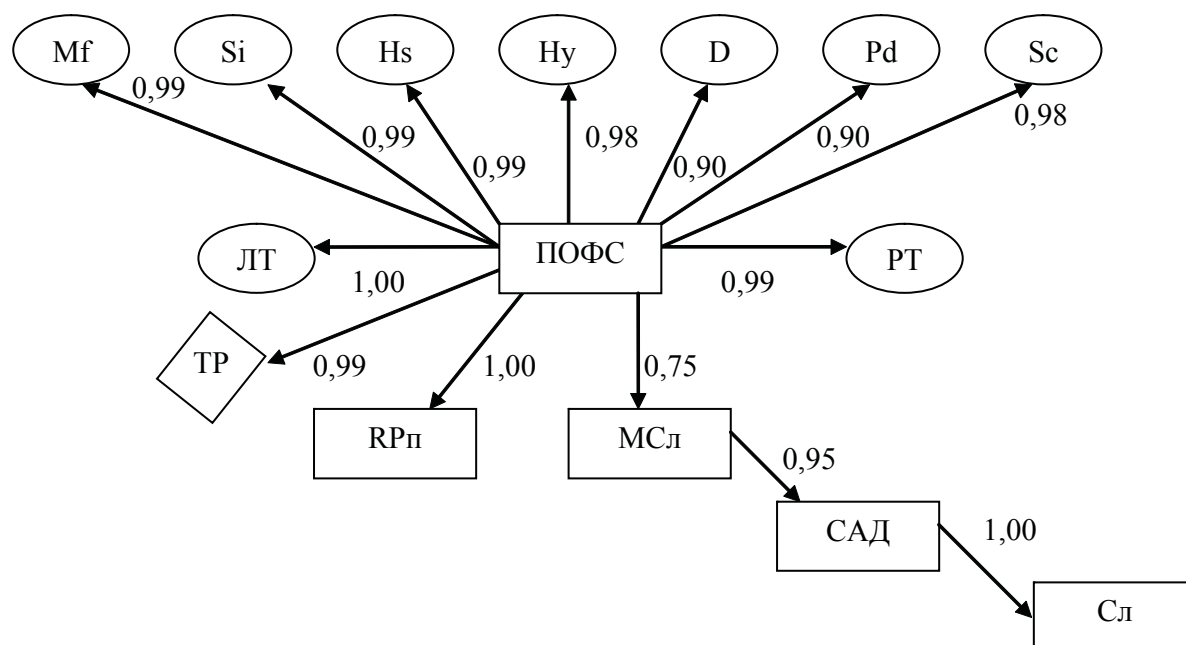 Mf
Si
Hs
Hy
D
Pd
Sc
0,99
0,99
0,99
0,98
0,90
0,90
0,98
ЛТ
ПОФС
РТ
1,00
0,99
ТР
0,99
1,00
0,75
RPп
МСл
0,95
САД
1,00
Сл